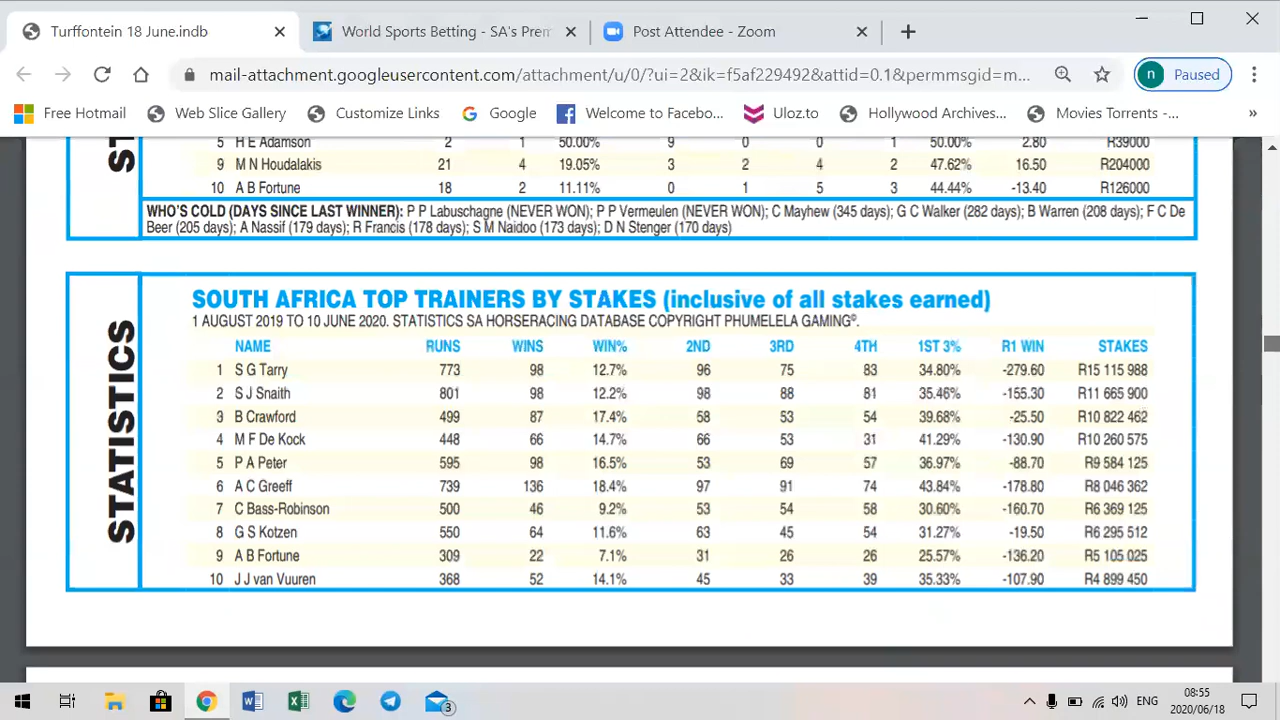 Turffontein 18 June.indb
World Sports Betting - SA's Prem
Post Attendee - Zoom
mail-attachment.googleusercontent.com/attachment/u/0/?ui=2&ik=f5af229492&attid=0.1&permmsgid=m...
n Paused
Free Hotmail Web Slice Gallery Customize Links Google Welcome to Facebo... Uloz.to Hollywood Archives... Movies Torrents -... »
ST
5 H E Adamson 2 1 50.00% 9 0 0 1 50.00% 2.80 R39000
9 M N Houdalakis 21 4 19.05% 3 2 4 2 47.62% 16.50 R204000
10 A B Fortune 18 2 11.11% 0 1 5 3 44.44% -13.40 R126000
WHO'S COLD (DAYS SINCE LAST WINNER): P P Labuschagne (NEVER WON); P P Vermeulen (NEVER WON); C Mayhew (345 days); G C Walker (282 days); B Warren (208 days); F C De
Beer (205 days); A Nassif (179 days); R Francis (178 days); S M Naidoo (173 days); D N Stenger (170 days)
STATISTICS
SOUTH AFRICA TOP TRAINERS BY STAKES (inclusive of all stakes earned)
1 AUGUST 2019 TO 10 JUNE 2020. STATISTICS SA HORSERACING DATABASE COPYRIGHT PHUMELELA GAMING©.
NAME RUNS WINS WIN% 2ND 3RD 4TH 1ST 3% R1 WIN STAKES
1 S G Tarry 773 98 12.7% 96 75 83 34.80% -279.60 R15 115 988
2 S J Snaith 801 98 12.2% 98 88 81 35.46% -155.30 R11 665 900
3 B Crawford 499 87 17.4% 58 53 54 39.68% -25.50 R10 822 462
4 M F De Kock 448 66 14.7% 66 53 31 41.29% -130.90 R10 260 575
5 P A Peter 595 98 16.5% 53 69 57 36.97% -88.70 R9 584 125
6 A C Greeff 739 136 18.4% 97 91 74 43.84% -178.80 R8 046 362
7 C Bass-Robinson 500 46 9.2% 53 54 58 30.60% -160.70 R6 369 125
8 G S Kotzen 550 64 11.6% 63 45 54 31.27% -19.50 R6 295 512
9 A B Fortune 309 22 7.1% 31 26 26 25.57% -136.20 R5 105 025
10 J J van Vuuren 368 52 14.1% 45 33 39 35.33% -107.90 R4 899 450
3
ENG
08:55
2020/06/18